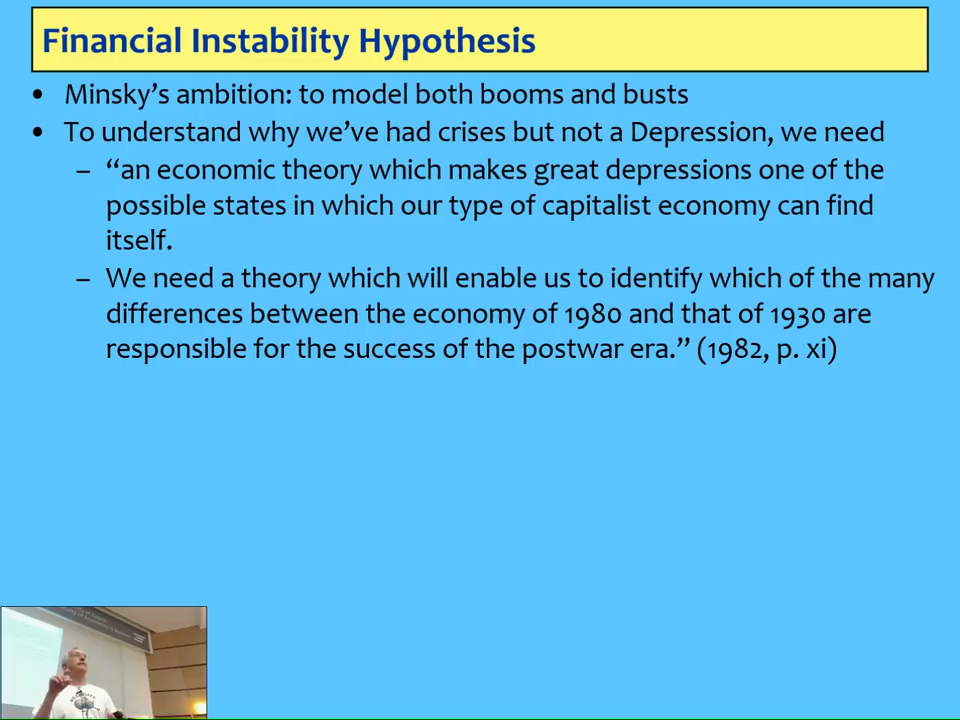 Financial Instability Hypothesis
• Minsky’s ambition: to model both booms and busts
• To understand why we’ve had crises but not a Depression, we need
– “an economic theory which makes great depressions one of the
possible states in which our type of capitalist economy can find
itself.
– We need a theory which will enable us to identify which of the many
differences between the economy of 1980 and that of 1930 are
responsible for the success of the postwar era.” (1982, p. xi)